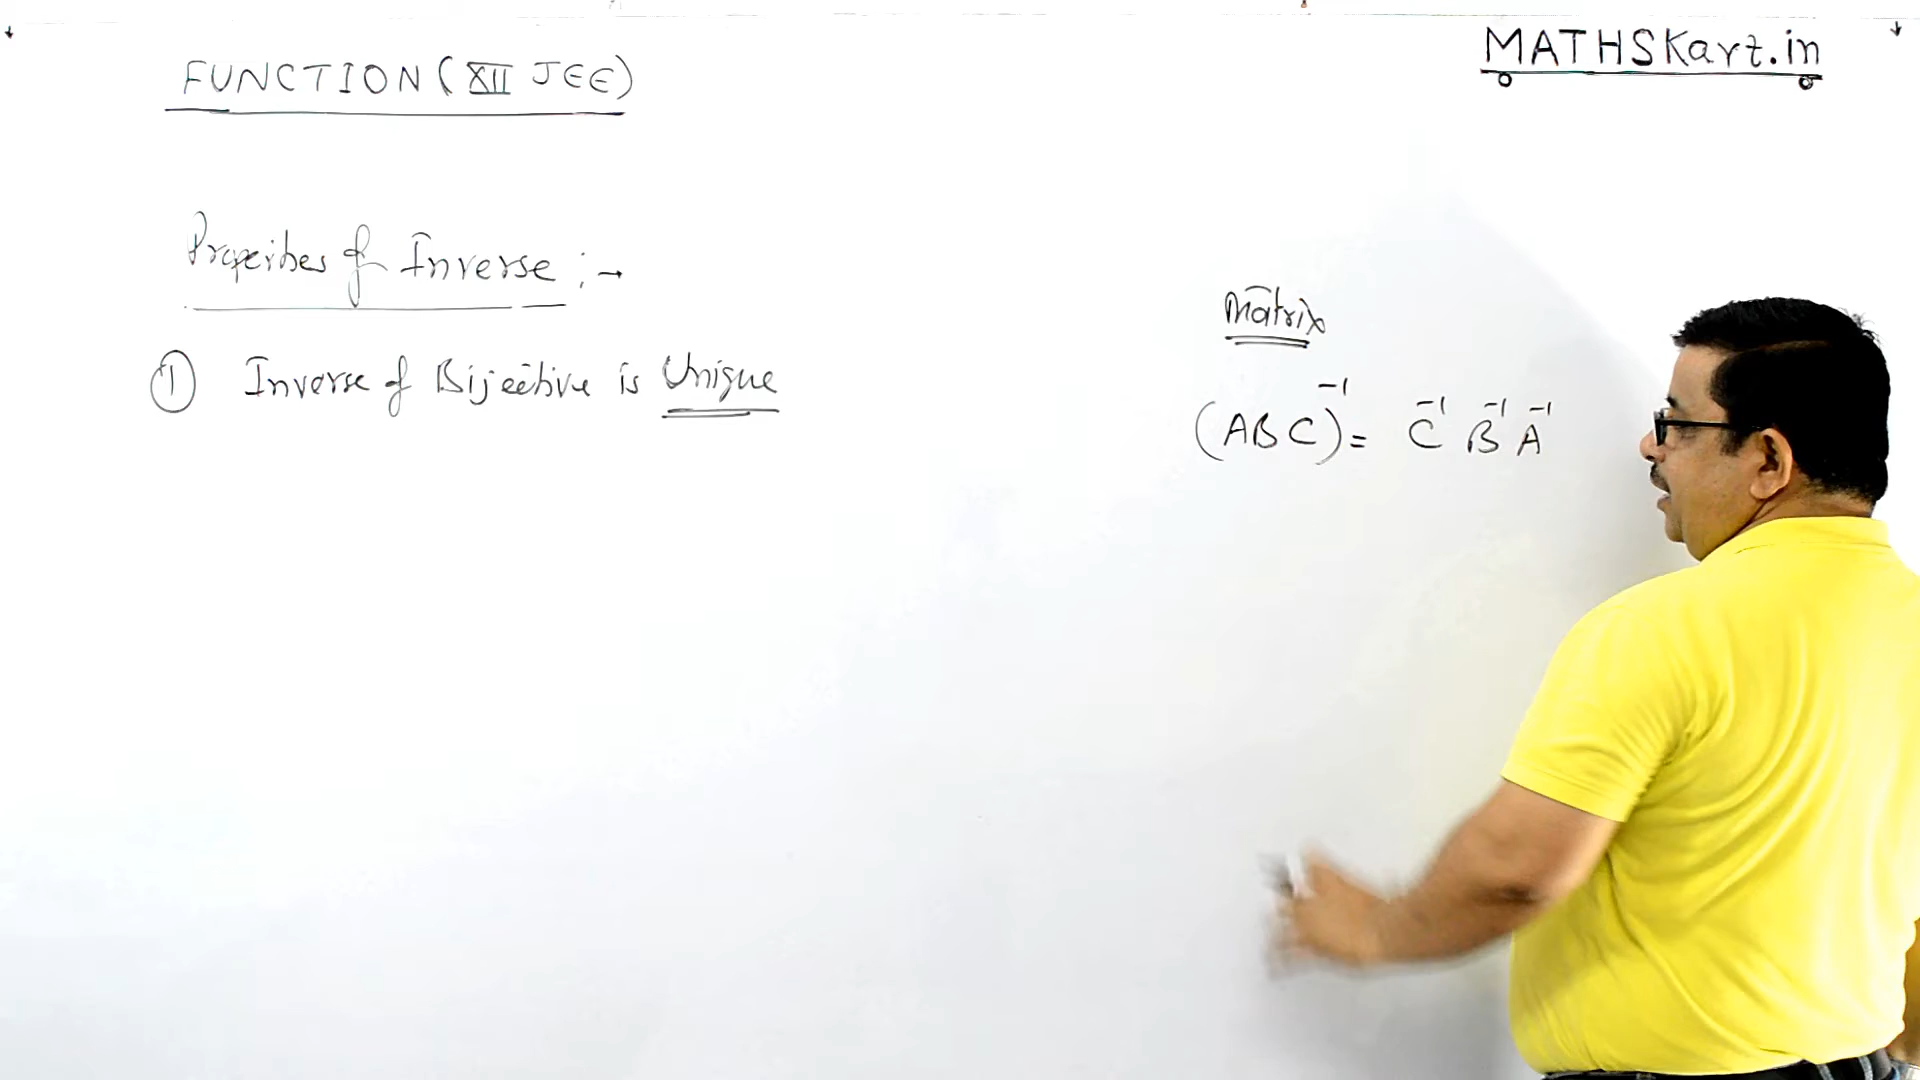 FUNCTION (XII JEE)
MATHSKart.in
Properties of Inverse :→
① Inverse of Bijective is Unique
Matrix
(ABC)⁻¹ = C⁻¹ B⁻¹ A⁻¹